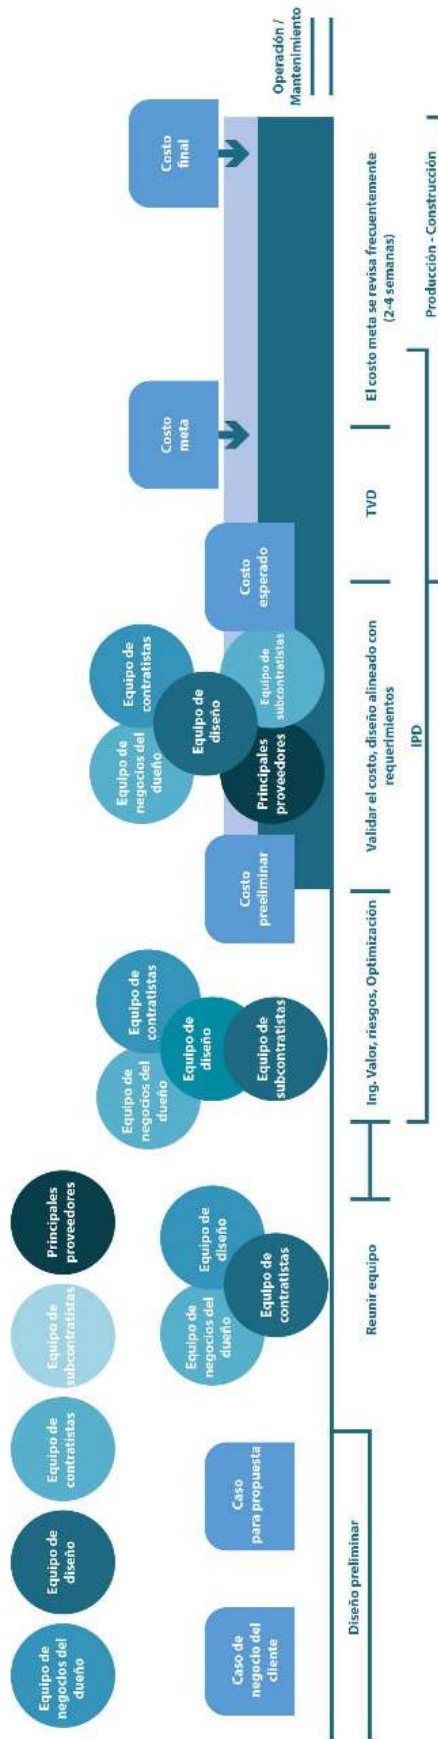 Equipo de
negocios del
dueño
Equipo de
diseño
Equipo de
contratistas
Equipo de
subcontratistas
Principales
proveedores
Caso de
negocio del
cliente
Caso
para propuesta
Equipo de
negocios del
dueño
Equipo de
diseño
Equipo de
contratistas
Equipo de
negocios del
dueño
Equipo de
contratistas
Equipo de
diseño
Equipo de
subcontratistas
Costo
preeliminar
Equipo de
negocios del
dueño
Equipo de
contratistas
Equipo de
diseño
Principales
proveedores
Equipo de
subcontratistas
Costo
esperado
Costo
meta
Costo
final
Operación /
Mantenimiento
Diseño preliminar
Reunir equipo
Ing. Valor, riesgos, Optimización
Validar el costo, diseño alineado con
requerimientos
TVD
El costo meta se revisa frecuentemente
(2-4 semanas)
IPD
Producción - Construcción